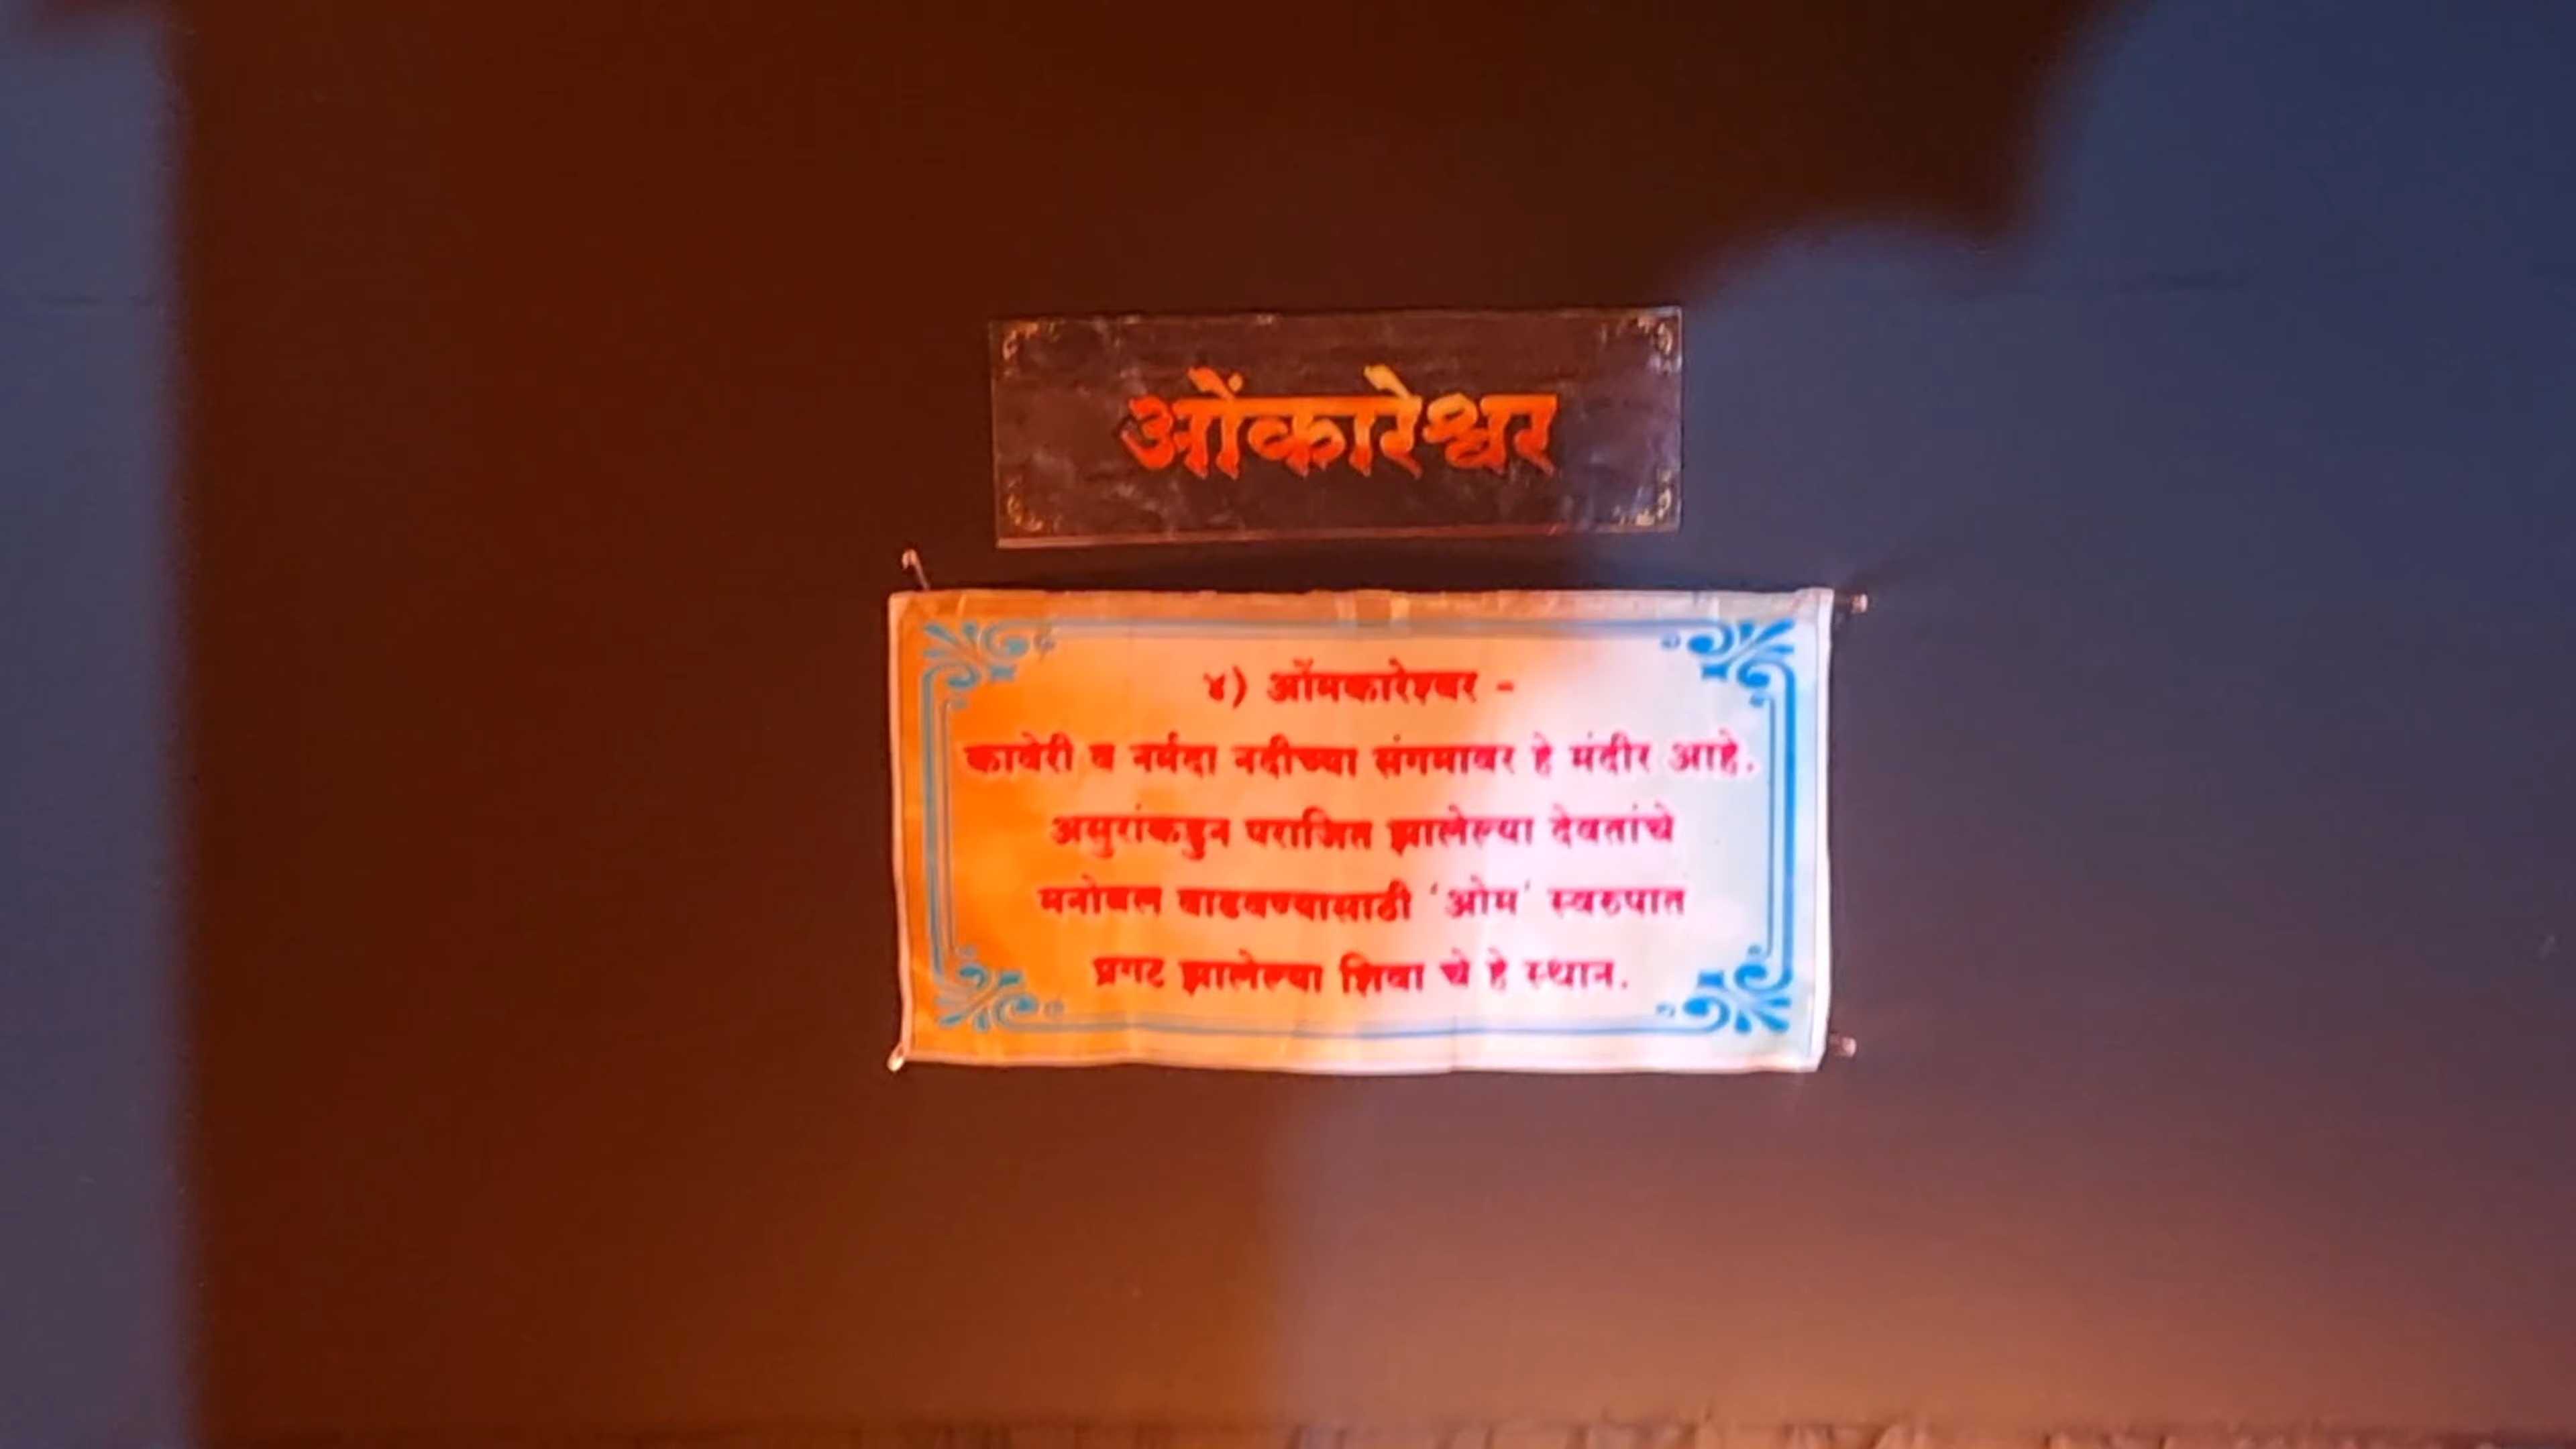 ओंकारेश्वर
४) ओंमकारेश्वर -
कावेरी व नर्मदा नदीच्या संगमावर हे मंदीर आहे.
असुरांकडुन पराजित झालेल्या देवतांचे
मनोबल वाढवण्यासाठी 'ओम' स्वरुपात
प्रगट झालेल्या शिवा चे हे स्थान.